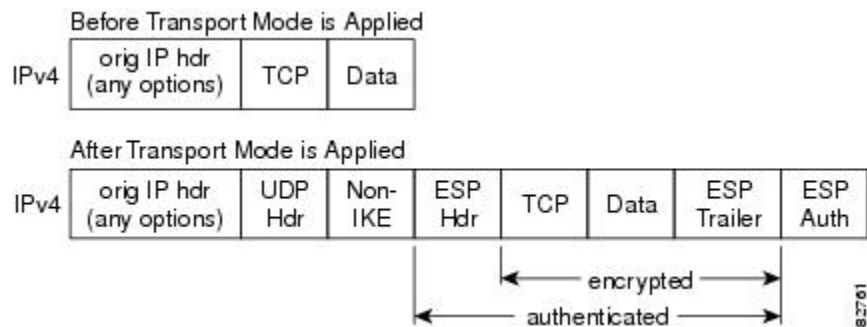 Before Transport Mode is Applied
IPv4
orig IP hdr
(any options)
TCP
Data
After Transport Mode is Applied
IPv4
orig IP hdr
(any options)
UDP
Hdr
Non-
IKE
ESP
Hdr
TCP
Data
ESP
Trailer
ESP
Auth
encrypted
authenticated